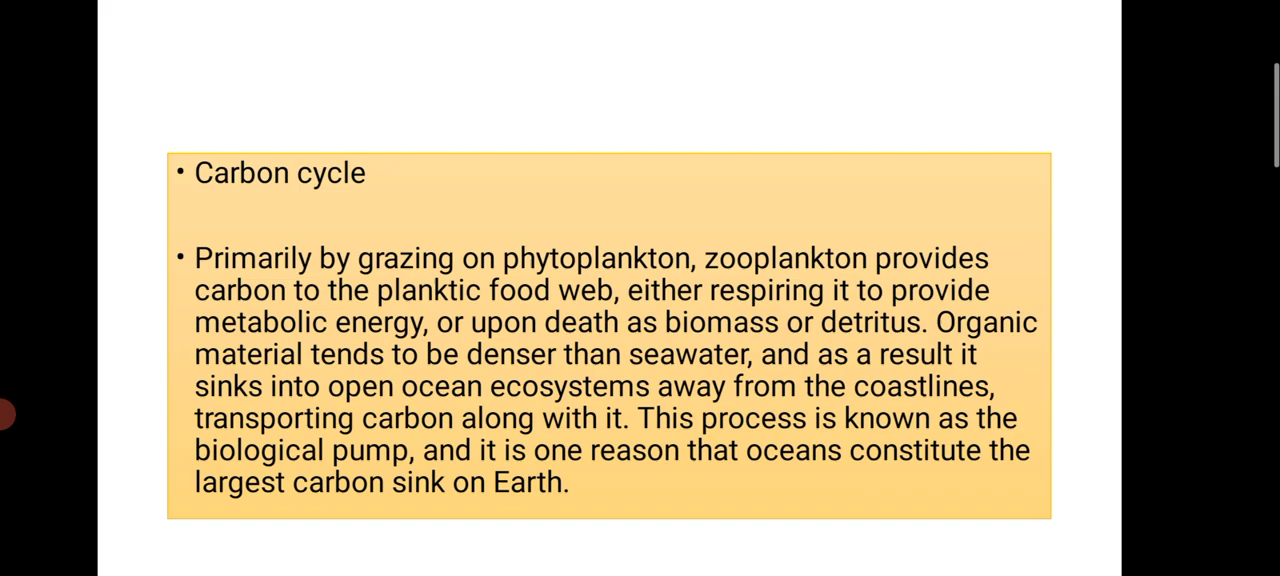 • Carbon cycle
• Primarily by grazing on phytoplankton, zooplankton provides
carbon to the planktic food web, either respiring it to provide
metabolic energy, or upon death as biomass or detritus. Organic
material tends to be denser than seawater, and as a result it
sinks into open ocean ecosystems away from the coastlines,
transporting carbon along with it. This process is known as the
biological pump, and it is one reason that oceans constitute the
largest carbon sink on Earth.